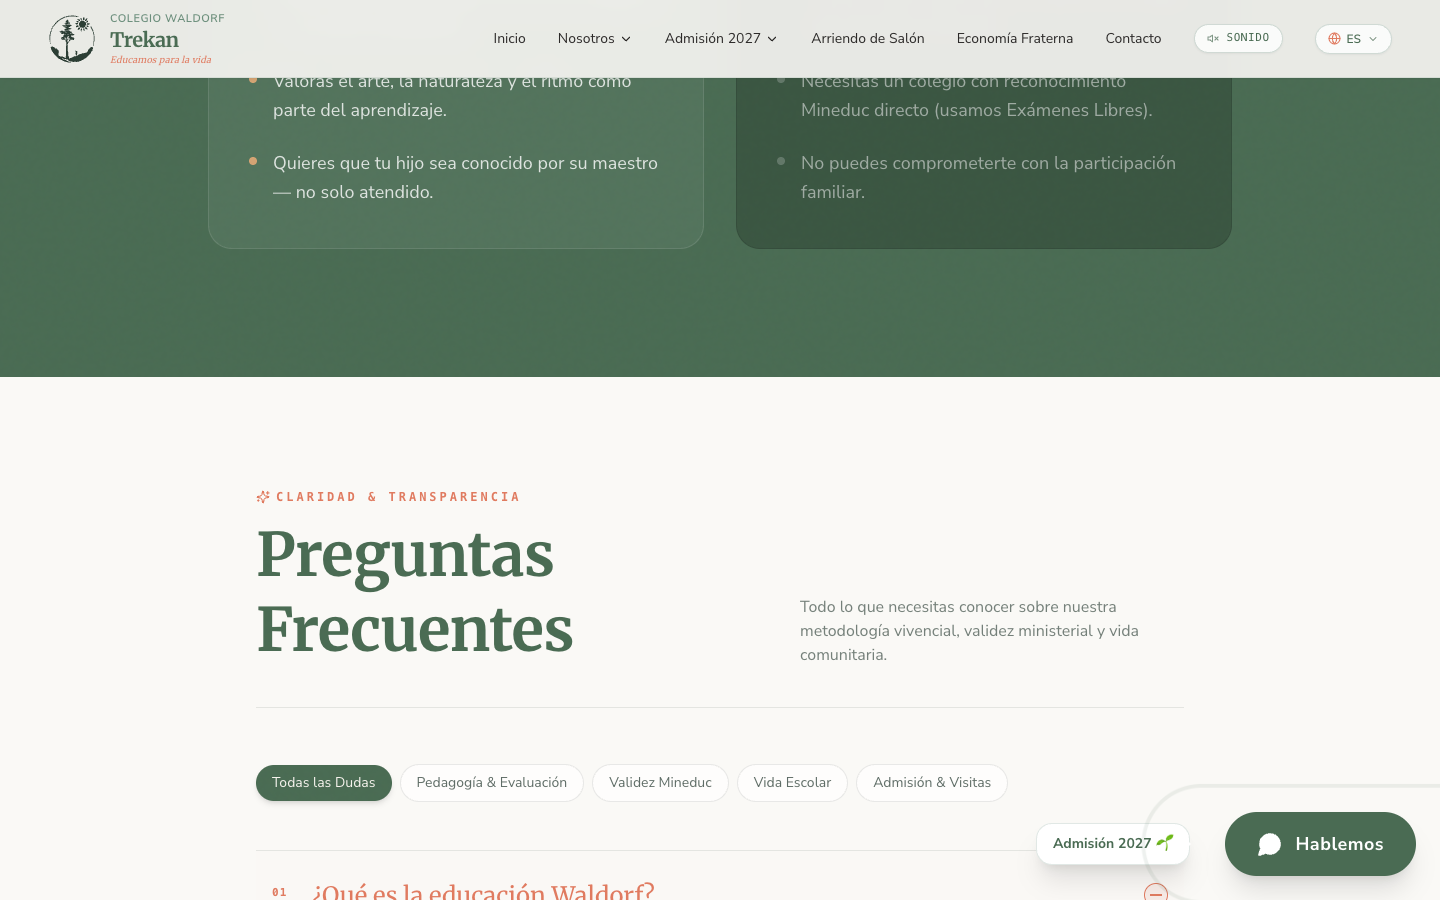 COLEGIO WALDORF
Trekan
Educamos para la vida
Inicio
Nosotros
Admisión 2027
Arriendo de Salón
Economía Fraterna
Contacto
SONIDO
ES
Valoras el arte, la naturaleza y el ritmo como
parte del aprendizaje.
Quieres que tu hijo sea conocido por su maestro
— no solo atendido.
Necesitas un colegio con reconocimiento
Mineduc directo (usamos Exámenes Libres).
No puedes comprometerte con la participación
familiar.
CLARIDAD & TRANSPARENCIA
Preguntas
Frecuentes
Todo lo que necesitas conocer sobre nuestra
metodología vivencial, validez ministerial y vida
comunitaria.
Todas las Dudas
Pedagogía & Evaluación
Validez Mineduc
Vida Escolar
Admisión & Visitas
Admisión 2027 🌱
Hablemos
01
¿Qué es la educación Waldorf?